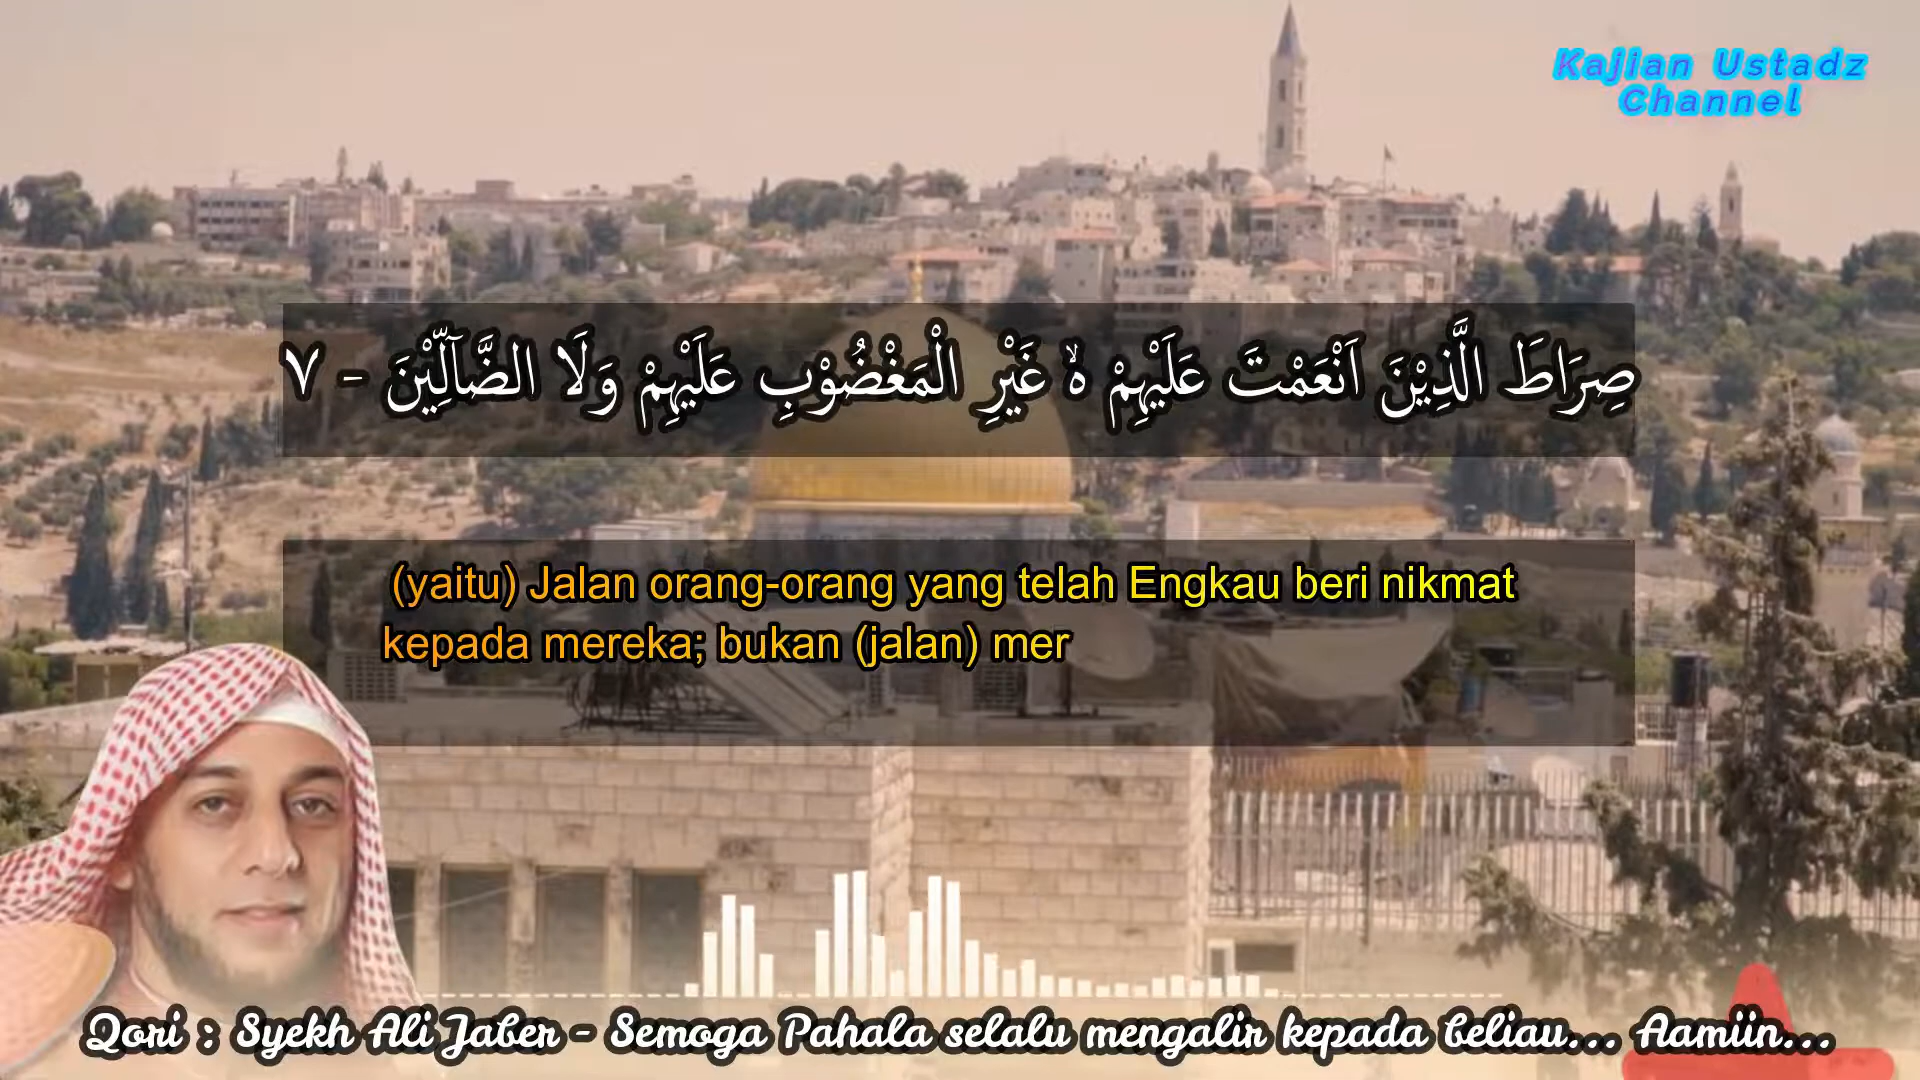 Kajian Ustadz
Channel
صِرَاطَ الَّذِيْنَ اَنْعَمْتَ عَلَيْهِمْ ەۙ غَيْرِ الْمَغْضُوْبِ عَلَيْهِمْ وَلَا الضَّاۤلِّيْنَ - ٧
(yaitu) Jalan orang-orang yang telah Engkau beri nikmat
kepada mereka; bukan (jalan) mer
Qori : Syekh Ali Jaber - Semoga Pahala selalu mengalir kepada beliau... Aamiin...